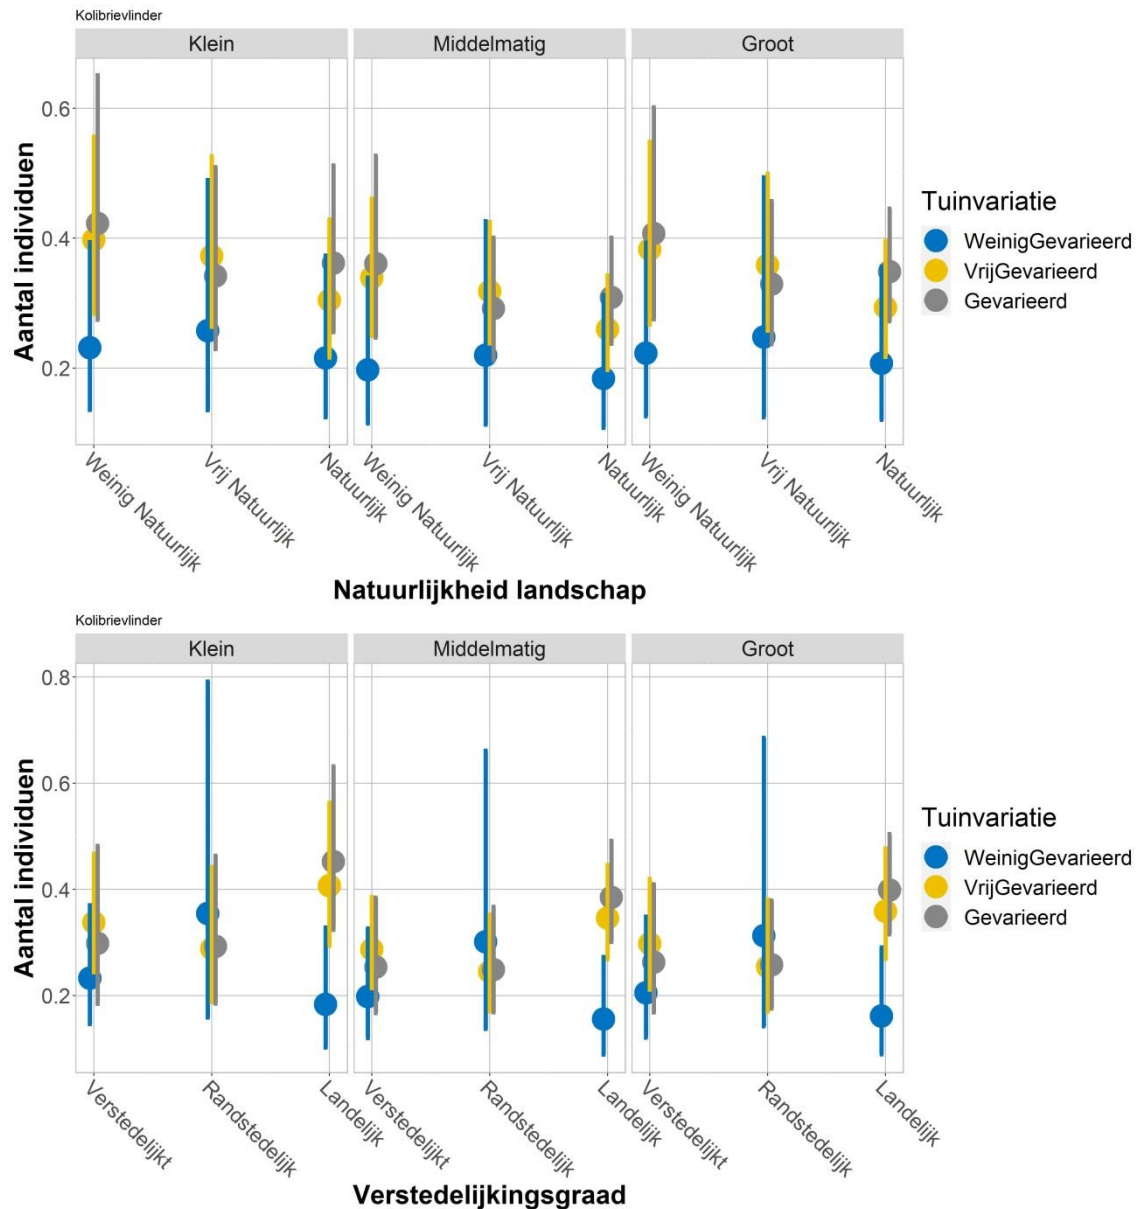 Kolibrievlinder
Klein Middelmatig Groot
Aantal individuen
0.6
0.4
0.2
Weinig Natuurlijk
Vrij Natuurlijk
Natuurlijk
Weinig Natuurlijk
Vrij Natuurlijk
Natuurlijk
Weinig Natuurlijk
Vrij Natuurlijk
Natuurlijk
Natuurlijkheid landschap
Tuinvariatie
WeinigGevarieerd
VrijGevarieerd
Gevarieerd
Kolibrievlinder
Klein Middelmatig Groot
Aantal individuen
0.8
0.6
0.4
0.2
Verstedelijkt
Randstedelijk
Landelijk
Verstedelijkt
Randstedelijk
Landelijk
Verstedelijkt
Randstedelijk
Landelijk
Verstedelijkingsgraad
Tuinvariatie
WeinigGevarieerd
VrijGevarieerd
Gevarieerd